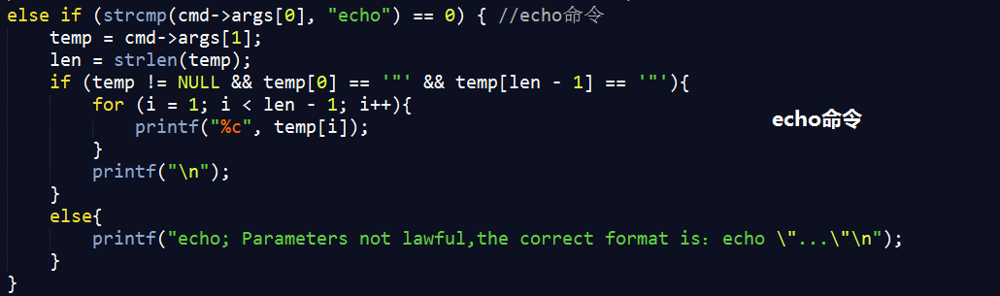 else if (strcmp(cmd->args[0], "echo") == 0) { //echo命令
    temp = cmd->args[1];
    len = strlen(temp);
    if (temp != NULL && temp[0] == '"' && temp[len - 1] == '"'){
        for (i = 1; i < len - 1; i++){
            printf("%c", temp[i]);
        }
        printf("\n");
    }
    else{
        printf("echo; Parameters not lawful,the correct format is：echo \"...\"\n");
    }
}
echo命令